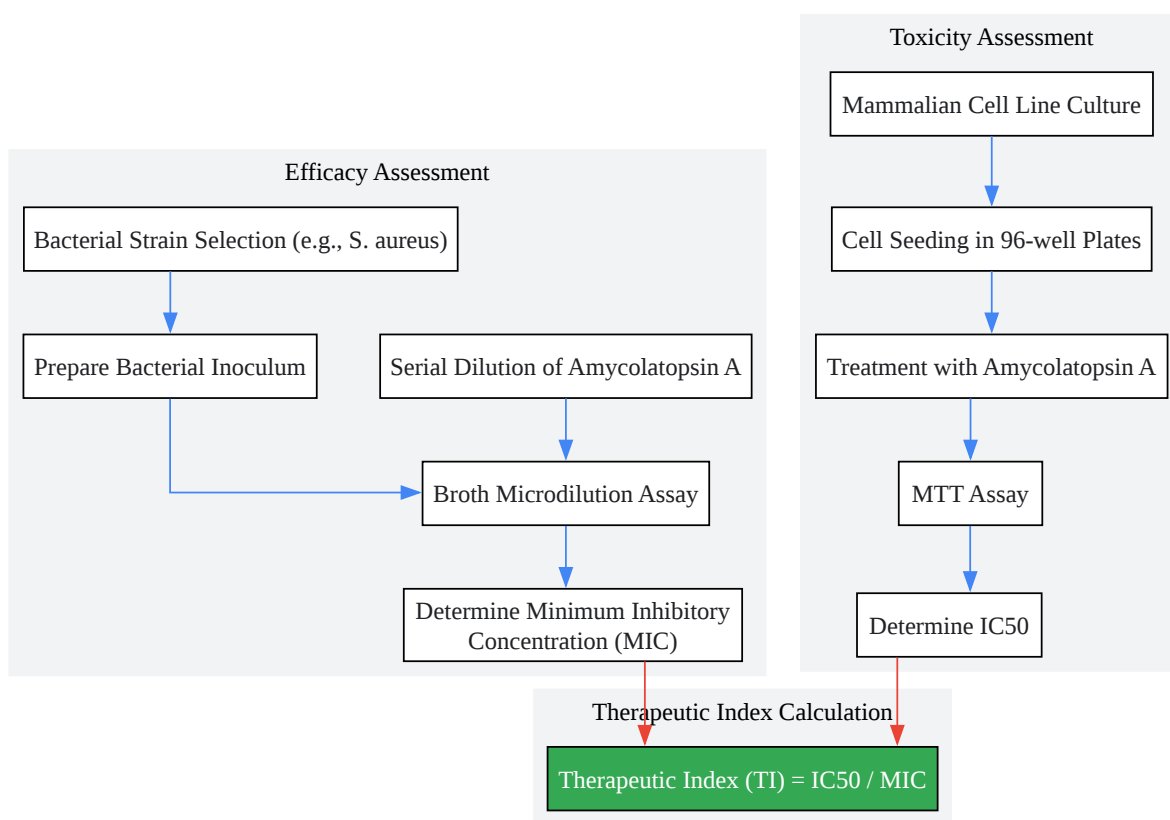 Toxicity Assessment
Mammalian Cell Line Culture
Efficacy Assessment
Bacterial Strain Selection (e.g., S. aureus)
Cell Seeding in 96-well Plates
Prepare Bacterial Inoculum
Serial Dilution of Amycolatopsin A
Treatment with Amycolatopsin A
Broth Microdilution Assay
MTT Assay
Determine Minimum Inhibitory
Concentration (MIC)
Determine IC50
Therapeutic Index Calculation
Therapeutic Index (TI) = IC50 / MIC